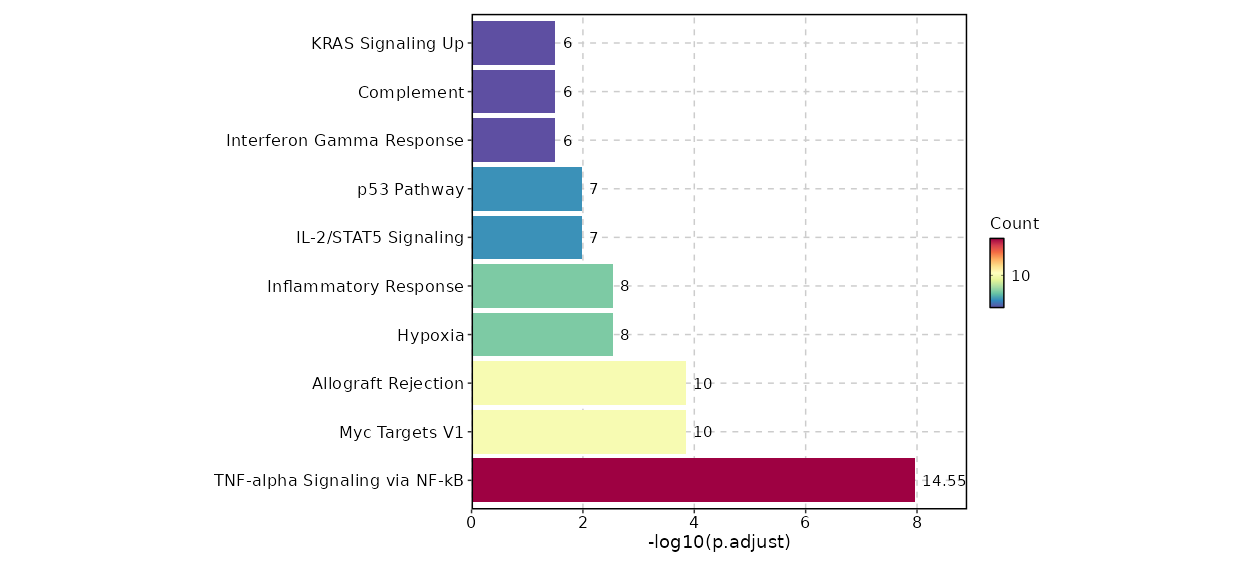 KRAS Signaling Up 6
Complement 6
Interferon Gamma Response 6
p53 Pathway 7
IL-2/STAT5 Signaling 7
Inflammatory Response 8
Hypoxia 8
Allograft Rejection 10
Myc Targets V1 10
TNF-alpha Signaling via NF-kB 14.55
0 2 4 6 8
-log10(p.adjust)
Count
10